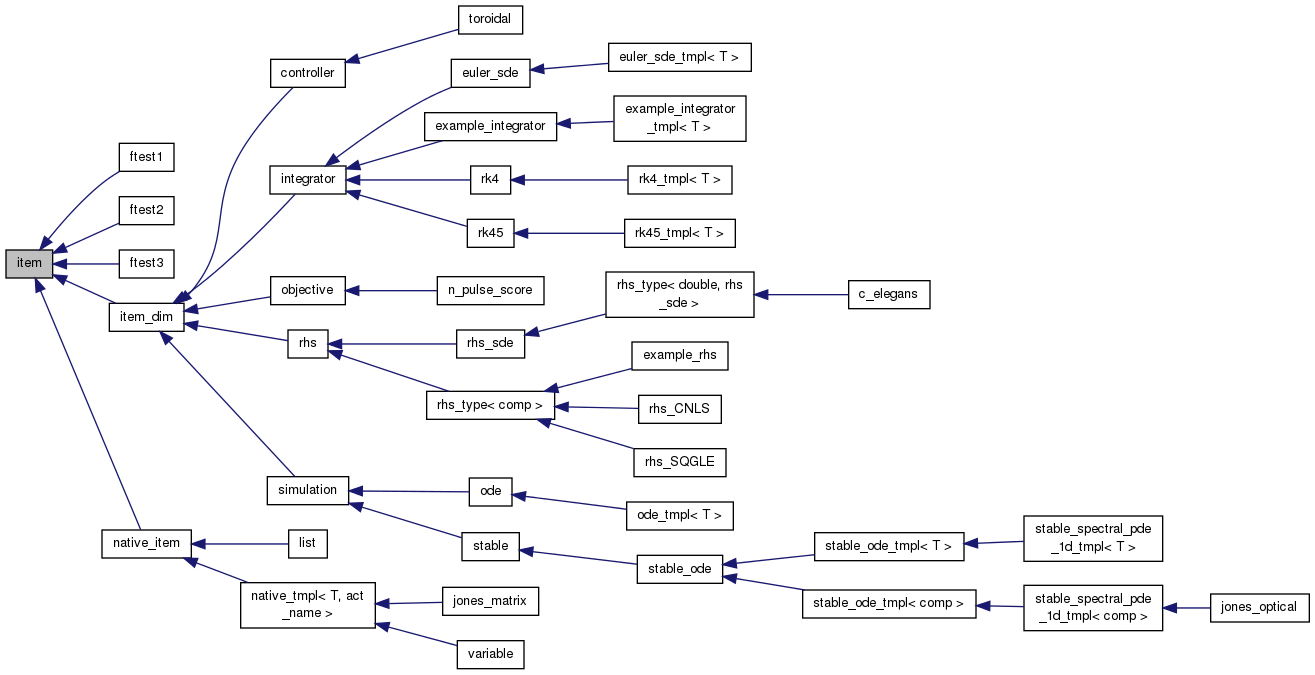 toroidal
controller
euler_sde
euler_sde_tmpl< T >
example_integrator
example_integrator
_tmpl< T >
ftest1
integrator
rk4
rk4_tmpl< T >
ftest2
rk45
rk45_tmpl< T >
item
ftest3
objective
n_pulse_score
rhs_type< double, rhs
_sde >
c_elegans
item_dim
rhs
rhs_sde
example_rhs
rhs_type< comp >
rhs_CNLS
rhs_SQGLE
simulation
ode
ode_tmpl< T >
native_item
list
stable
stable_ode
stable_ode_tmpl< T >
stable_spectral_pde
_1d_tmpl< T >
native_tmpl< T, act
_name >
jones_matrix
stable_ode_tmpl< comp >
stable_spectral_pde
_1d_tmpl< comp >
jones_optical
variable